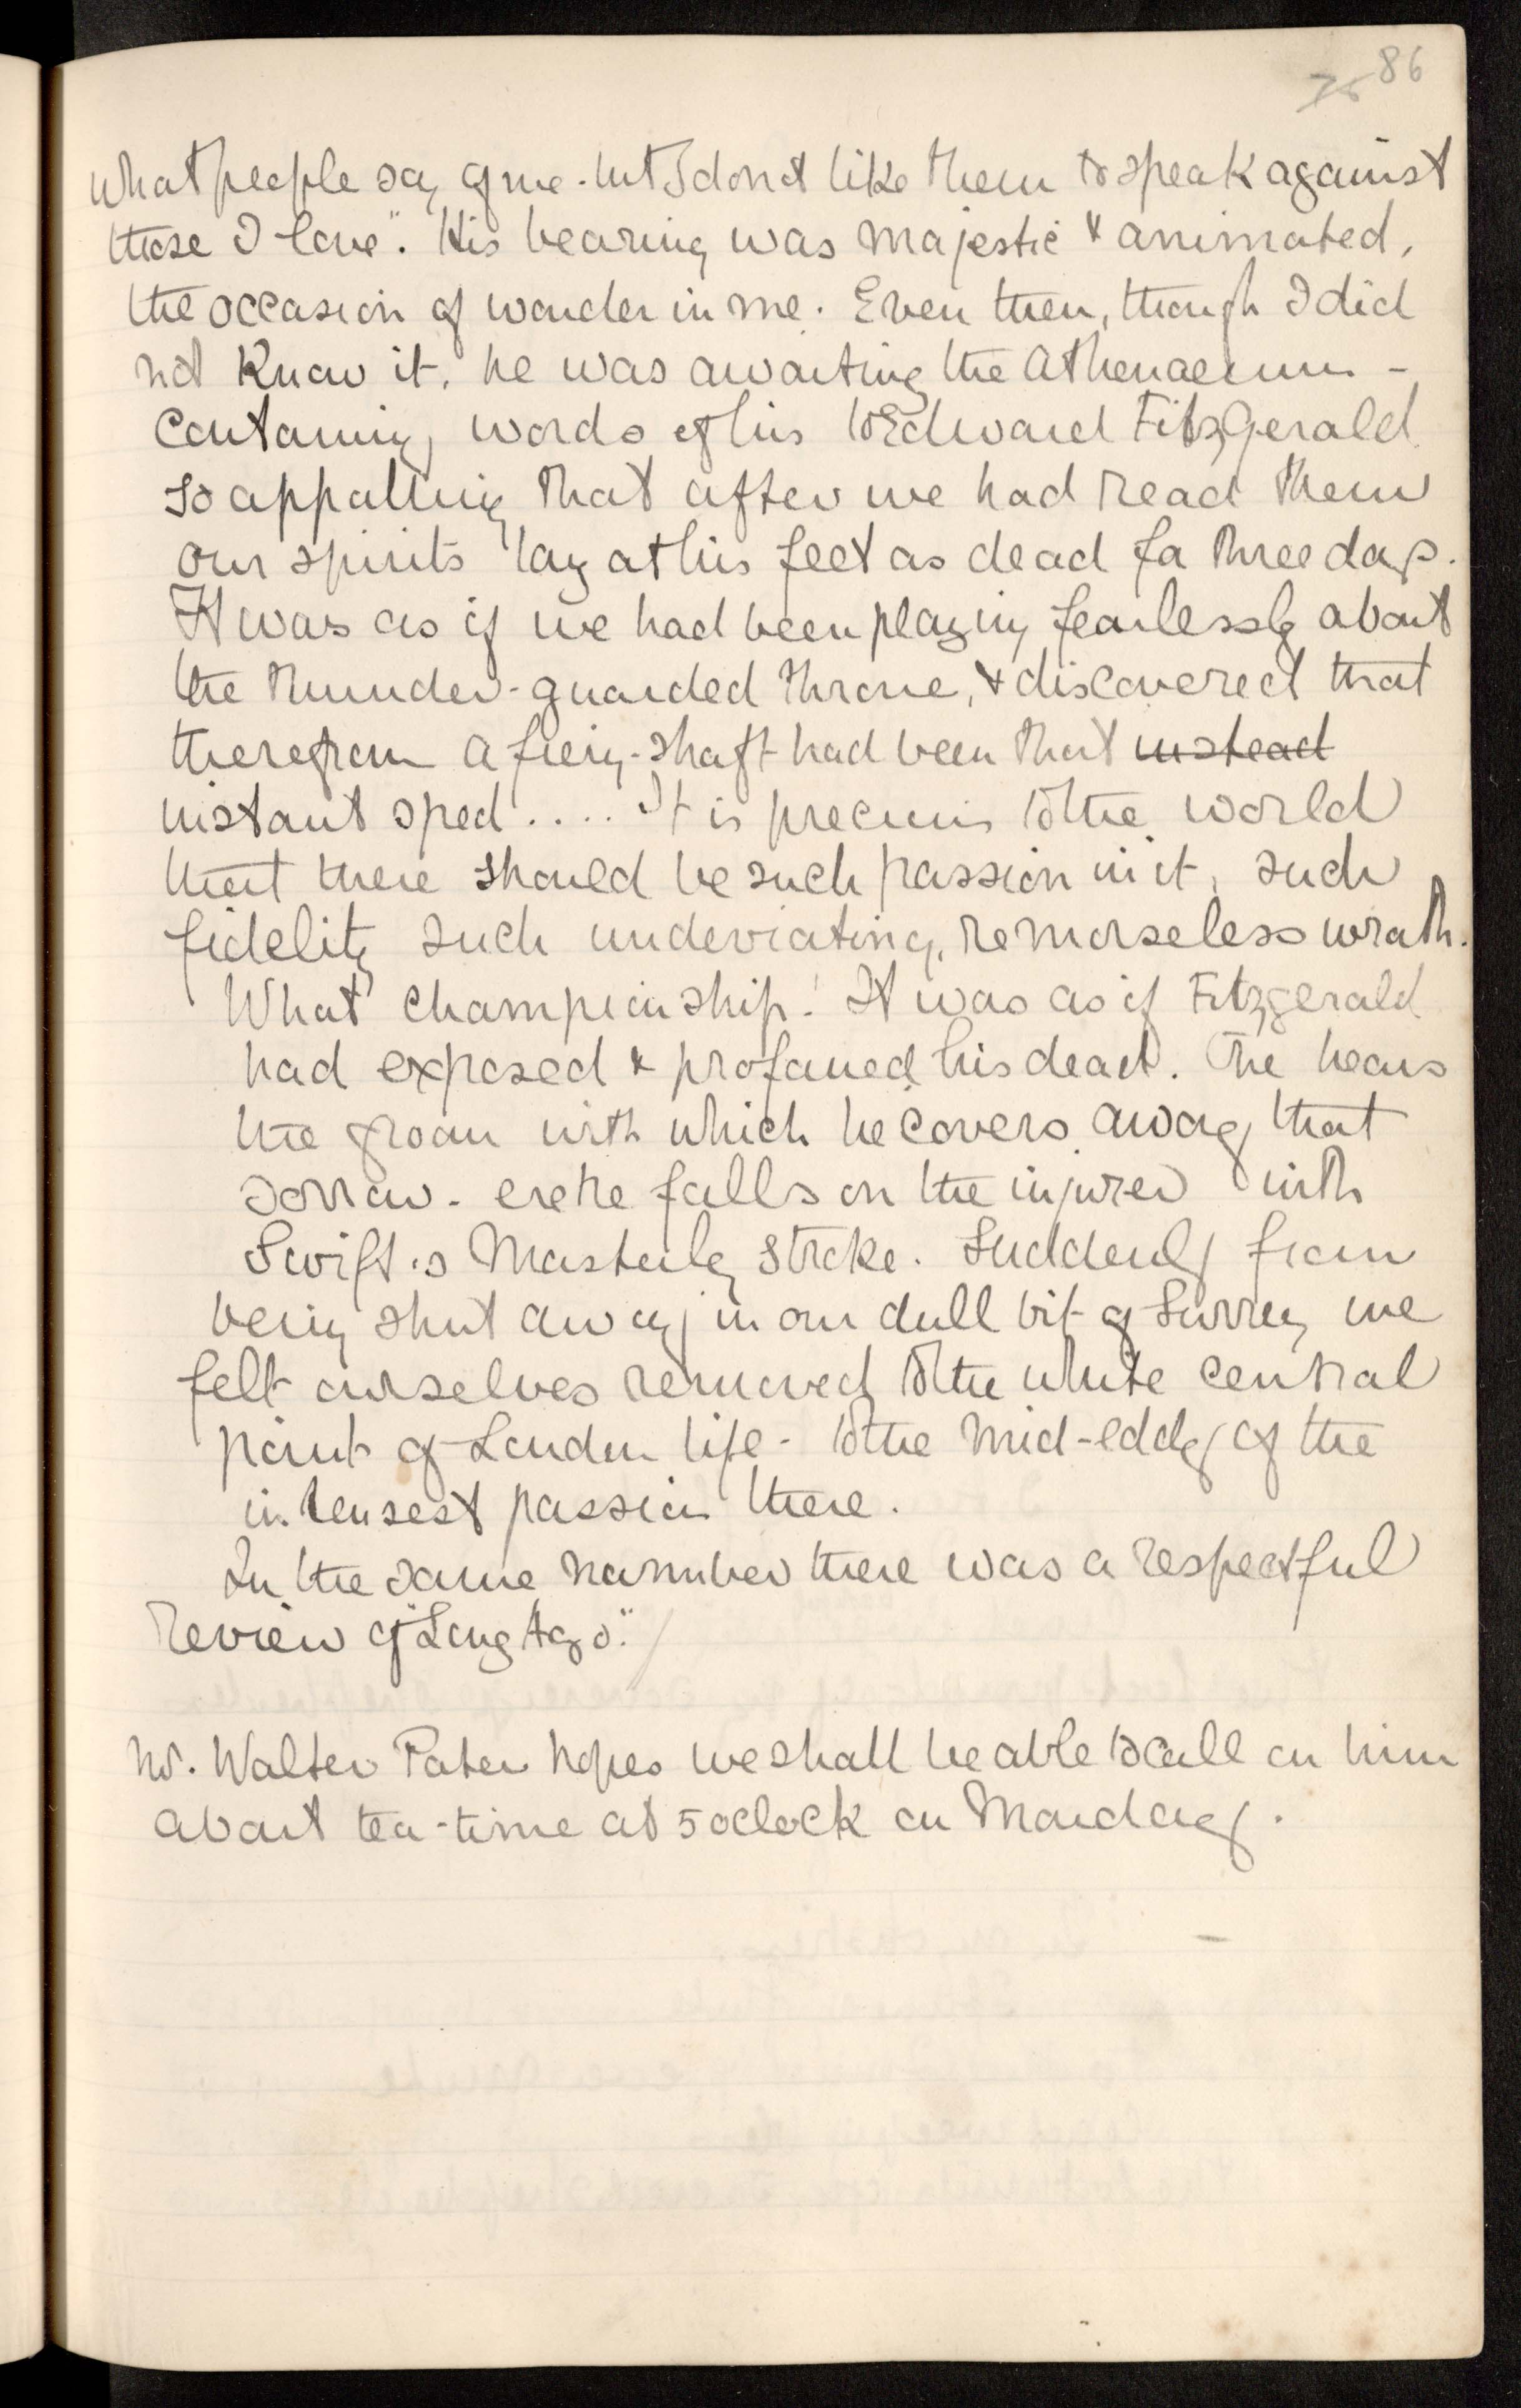 75 86
what people say of me. but I don't like them to speak against
those I love". His bearing was majestic & animated,
the occasion of wonder in me. Even then, though I did
not know it, he was awaiting the Athenaeum -
containing words of his to Edward FitzGerald
so appalling that after we had read them
our spirits lay at his feet as dead for three days.
It was as if we had been playing fearlessly about
the thunder-guarded throne, & discovered that
therefrom a fiery-shaft had been that instead
instant sped .... It is precious to the world
that there should be such passion in it, such
fidelity such undeviating, remorseless wrath.
What championship! It was as if Fitzgerald
had exposed & profaned his dead. One hears
the groan with which he covers away that
sorrow - ere he falls on the injurer with
Swift's Masterly stroke. Suddenly from
being shut away in our dull bit of Surrey we
felt ourselves removed to the white central
point of London life - to the mid-eddy of the
intensest passion there.
In the same number there was a respectful
review of "Long Ago."
Mr. Walter Pater hopes we shall be able to call on him
about tea-time at 5 oclock on Monday.